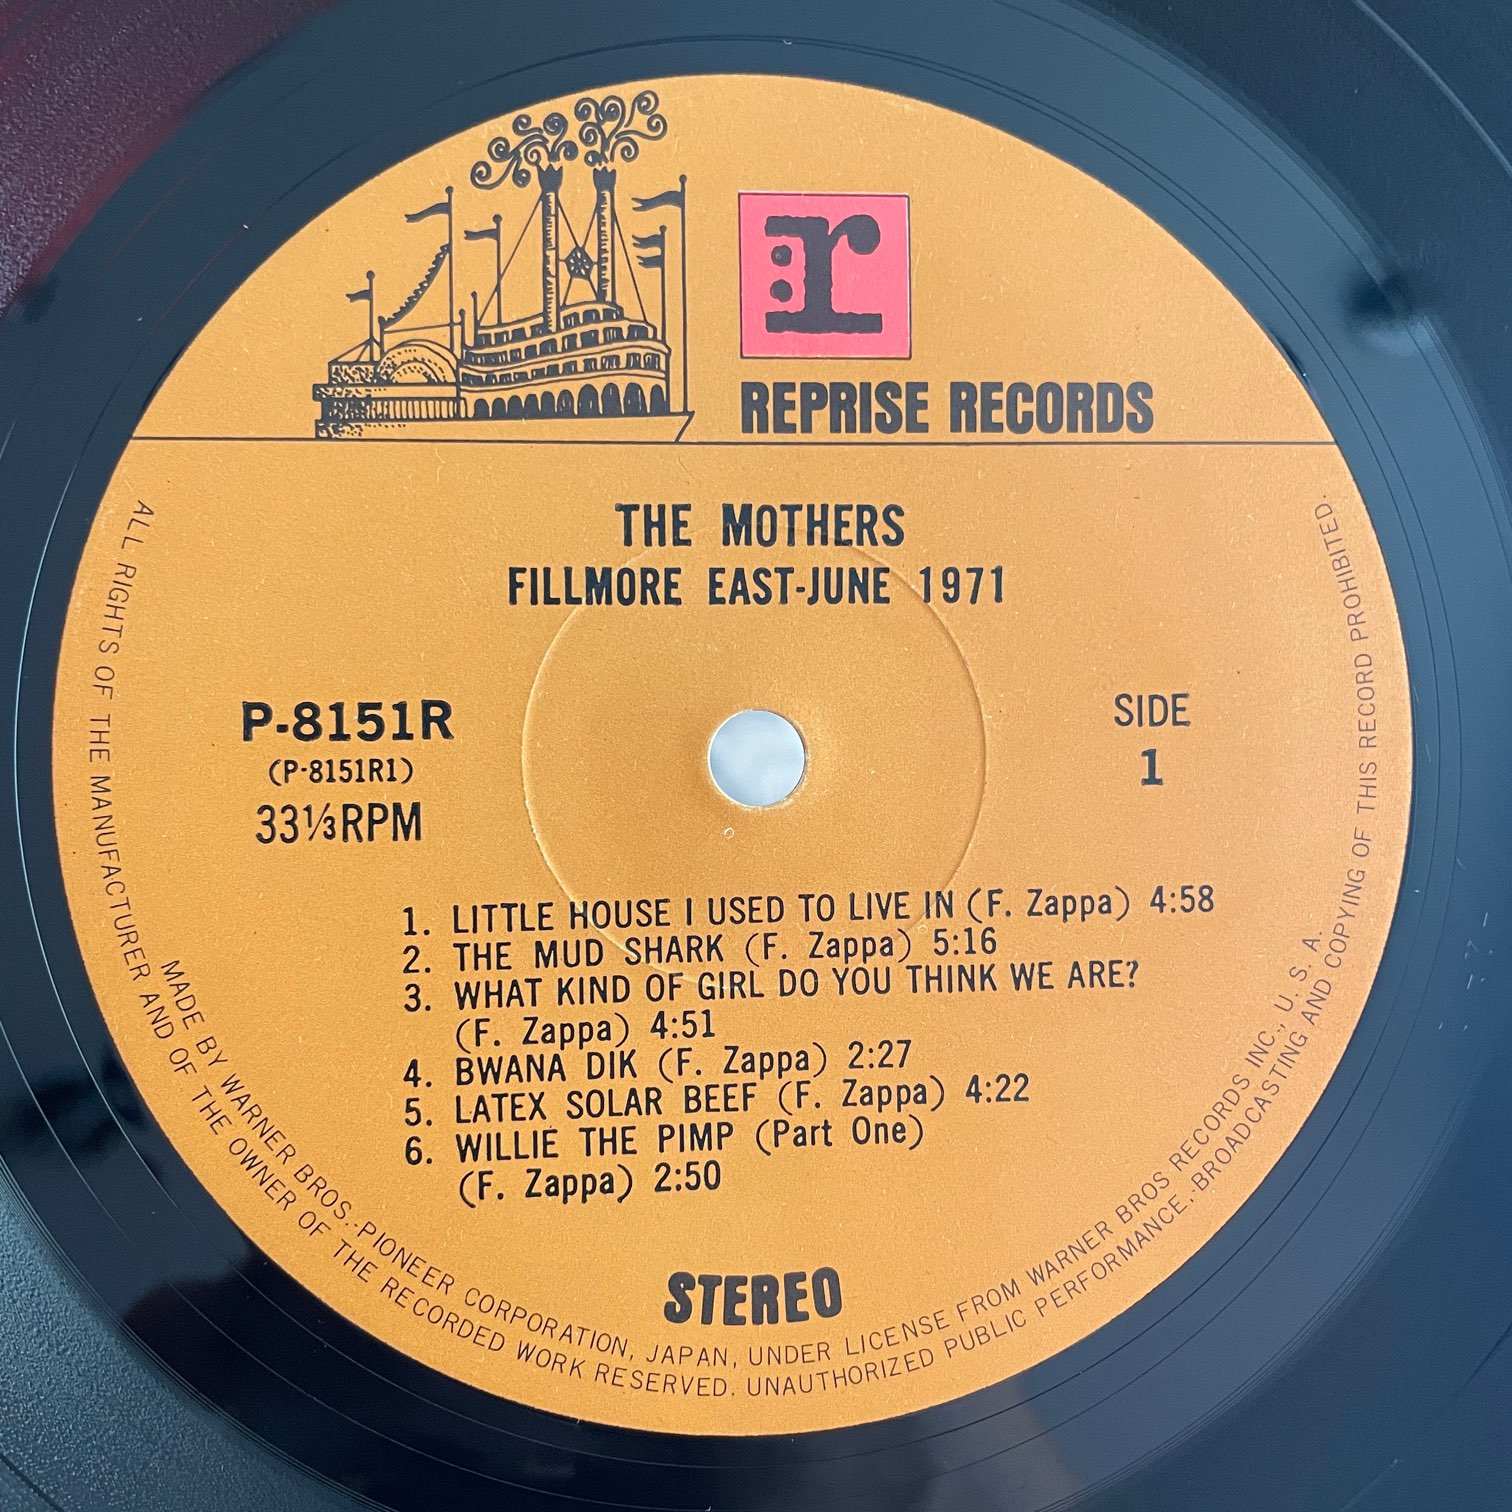 r
REPRISE RECORDS
THE MOTHERS
FILLMORE EAST-JUNE 1971
P-8151R
(P-8151R1)
33⅓RPM
SIDE
1
1. LITTLE HOUSE I USED TO LIVE IN (F. Zappa) 4:58
2. THE MUD SHARK (F. Zappa) 5:16
3. WHAT KIND OF GIRL DO YOU THINK WE ARE?
(F. Zappa) 4:51
4. BWANA DIK (F. Zappa) 2:27
5. LATEX SOLAR BEEF (F. Zappa) 4:22
6. WILLIE THE PIMP (Part One)
(F. Zappa) 2:50
STEREO
MADE BY WARNER BROS.-PIONEER CORPORATION, JAPAN, UNDER LICENSE FROM WARNER BROS RECORDS INC., U. S. A.
ALL RIGHTS OF THE MANUFACTURER AND OF THE OWNER OF THE RECORDED WORK RESERVED. UNAUTHORIZED PUBLIC PERFORMANCE, BROADCASTING AND COPYING OF THIS RECORD PROHIBITED.